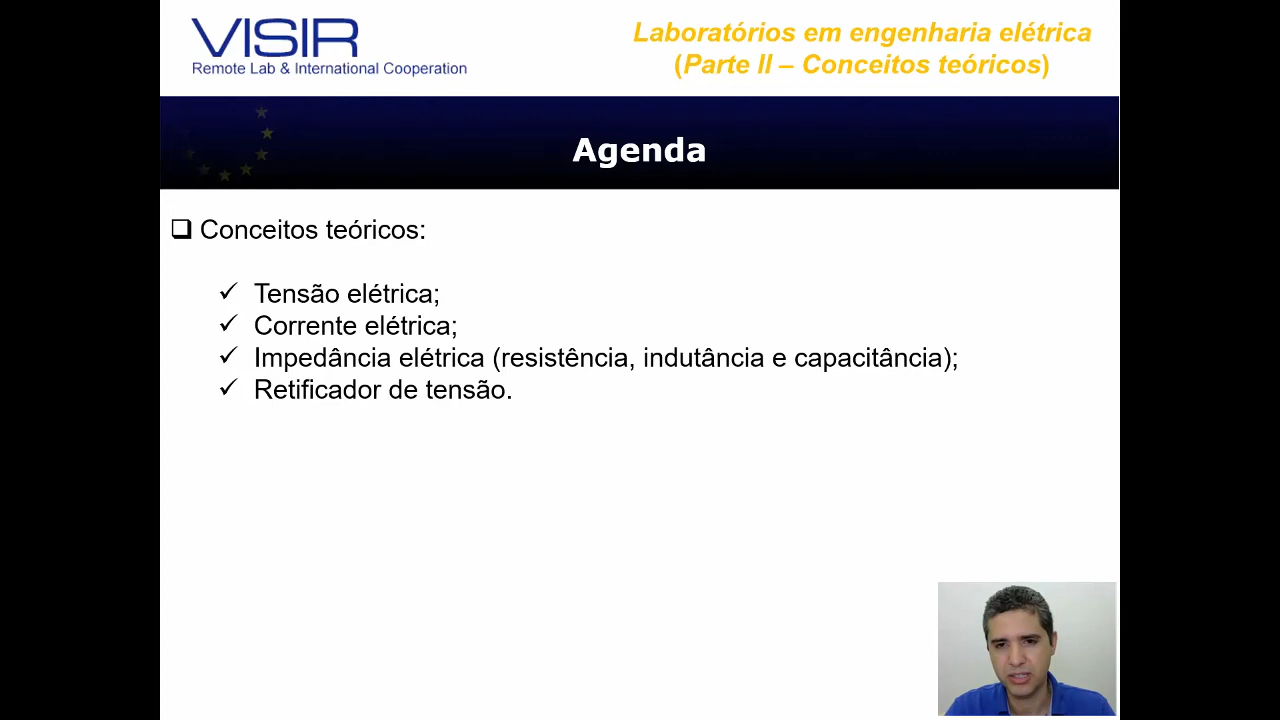 VISIR
Remote Lab & International Cooperation
Laboratórios em engenharia elétrica
(Parte II – Conceitos teóricos)
Agenda
Conceitos teóricos:
Tensão elétrica;
Corrente elétrica;
Impedância elétrica (resistência, indutância e capacitância);
Retificador de tensão.